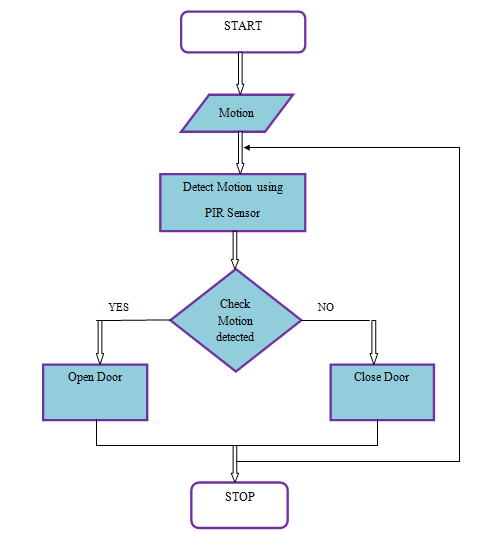 START
Motion
Detect Motion using
PIR Sensor
Check
Motion
detected
YES
NO
Open Door
Close Door
STOP